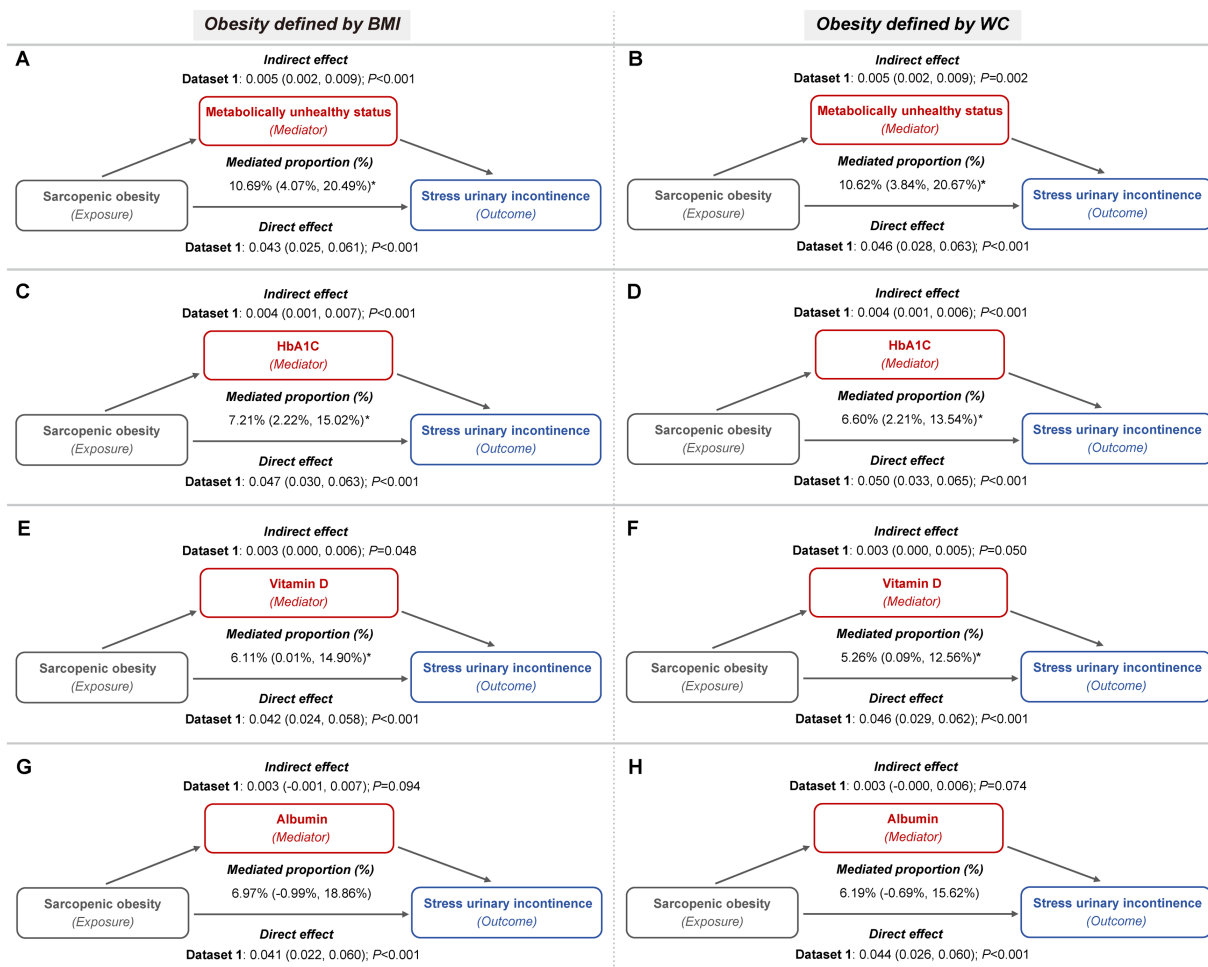 Obesity defined by BMI
Obesity defined by WC
A
Indirect effect
Dataset 1: 0.005 (0.002, 0.009); P<0.001
Metabolically unhealthy status
(Mediator)
Mediated proportion (%)
10.69% (4.07%, 20.49%)*
Sarcopenic obesity
(Exposure)
Stress urinary incontinence
(Outcome)
Direct effect
Dataset 1: 0.043 (0.025, 0.061); P<0.001
B
Indirect effect
Dataset 1: 0.005 (0.002, 0.009); P=0.002
Metabolically unhealthy status
(Mediator)
Mediated proportion (%)
10.62% (3.84%, 20.67%)*
Sarcopenic obesity
(Exposure)
Stress urinary incontinence
(Outcome)
Direct effect
Dataset 1: 0.046 (0.028, 0.063); P<0.001
C
Indirect effect
Dataset 1: 0.004 (0.001, 0.007); P<0.001
HbA1C
(Mediator)
Mediated proportion (%)
7.21% (2.22%, 15.02%)*
Sarcopenic obesity
(Exposure)
Stress urinary incontinence
(Outcome)
Direct effect
Dataset 1: 0.047 (0.030, 0.063); P<0.001
D
Indirect effect
Dataset 1: 0.004 (0.001, 0.006); P<0.001
HbA1C
(Mediator)
Mediated proportion (%)
6.60% (2.21%, 13.54%)*
Sarcopenic obesity
(Exposure)
Stress urinary incontinence
(Outcome)
Direct effect
Dataset 1: 0.050 (0.033, 0.065); P<0.001
E
Indirect effect
Dataset 1: 0.003 (0.000, 0.006); P=0.048
Vitamin D
(Mediator)
Mediated proportion (%)
6.11% (0.01%, 14.90%)*
Sarcopenic obesity
(Exposure)
Stress urinary incontinence
(Outcome)
Direct effect
Dataset 1: 0.042 (0.024, 0.058); P<0.001
F
Indirect effect
Dataset 1: 0.003 (0.000, 0.005); P=0.050
Vitamin D
(Mediator)
Mediated proportion (%)
5.26% (0.09%, 12.56%)*
Sarcopenic obesity
(Exposure)
Stress urinary incontinence
(Outcome)
Direct effect
Dataset 1: 0.046 (0.029, 0.062); P<0.001
G
Indirect effect
Dataset 1: 0.003 (-0.001, 0.007); P=0.094
Albumin
(Mediator)
Mediated proportion (%)
6.97% (-0.99%, 18.86%)
Sarcopenic obesity
(Exposure)
Stress urinary incontinence
(Outcome)
Direct effect
Dataset 1: 0.041 (0.022, 0.060); P<0.001
H
Indirect effect
Dataset 1: 0.003 (-0.000, 0.006); P=0.074
Albumin
(Mediator)
Mediated proportion (%)
6.19% (-0.69%, 15.62%)
Sarcopenic obesity
(Exposure)
Stress urinary incontinence
(Outcome)
Direct effect
Dataset 1: 0.044 (0.026, 0.060); P<0.001